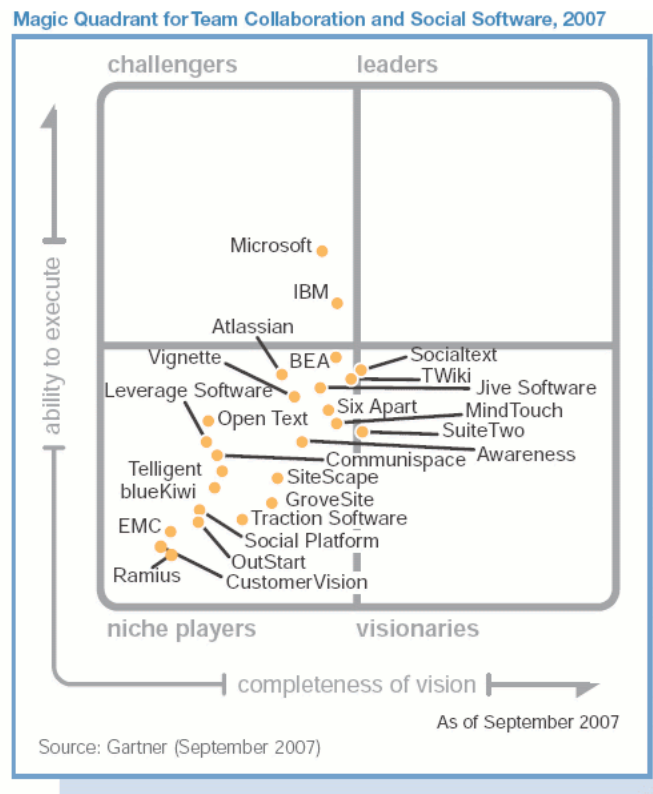 Magic Quadrant for Team Collaboration and Social Software, 2007
challengers
leaders
ability to execute
Microsoft
IBM
Atlassian
Vignette
BEA
Socialtext
TWiki
Leverage Software
Jive Software
Six Apart
MindTouch
Open Text
SuiteTwo
Communispace
Awareness
Telligent
SiteScape
blueKiwi
GroveSite
EMC
Traction Software
Social Platform
OutStart
Ramius
CustomerVision
niche players
visionaries
completeness of vision
As of September 2007
Source: Gartner (September 2007)